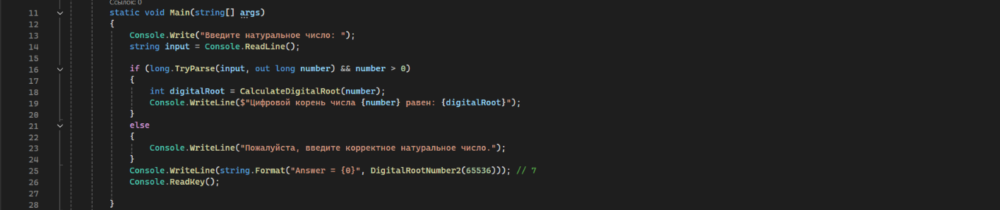 Ссылок: 0
11 static void Main(string[] args)
12 {
13 Console.Write("Введите натуральное число: ");
14 string input = Console.ReadLine();
15
16 if (long.TryParse(input, out long number) && number > 0)
17 {
18 int digitalRoot = CalculateDigitalRoot(number);
19 Console.WriteLine($"Цифровой корень числа {number} равен: {digitalRoot}");
20 }
21 else
22 {
23 Console.WriteLine("Пожалуйста, введите корректное натуральное число.");
24 }
25 Console.WriteLine(string.Format("Answer = {0}", DigitalRootNumber2(65536))); // 7
26 Console.ReadKey();
27
28 }